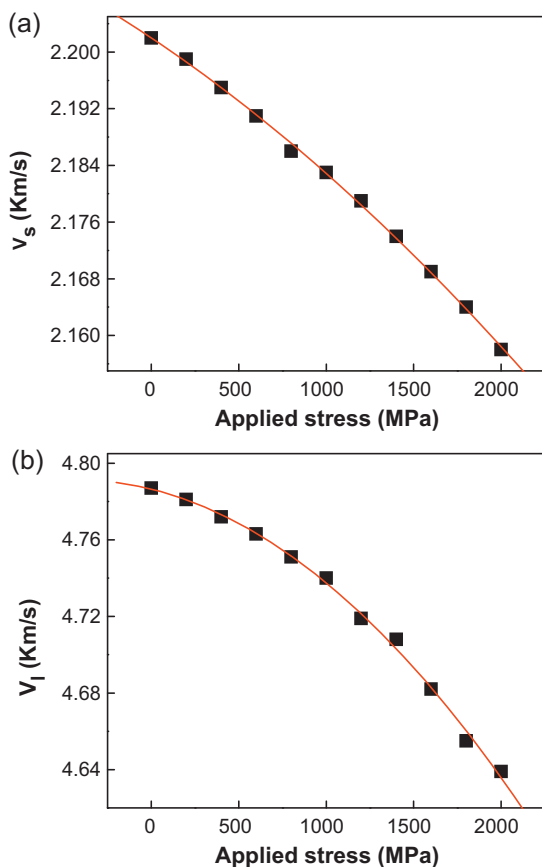 (a)
2.200
2.192
2.184
2.176
2.168
2.160
v_s (Km/s)
0 500 1000 1500 2000
Applied stress (MPa)
(b)
4.80
4.76
4.72
4.68
4.64
V_l (Km/s)
0 500 1000 1500 2000
Applied stress (MPa)